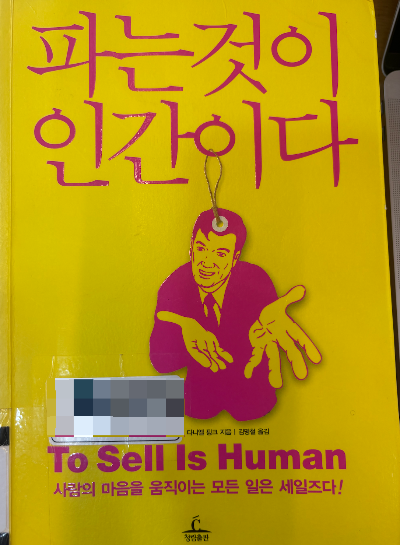 파는것이
인간이다
다니엘 핑크 지음 | 김명철 옮김
To Sell Is Human
사람의 마음을 움직이는 모든 일은 세일즈다!
청림출판